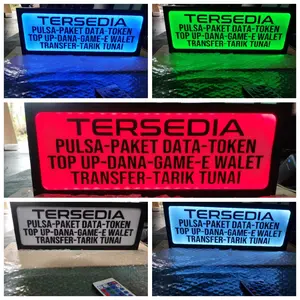 TERSEDIA
PULSA-PAKET DATA-TOKEN
TOP UP-DANA-GAME-E WALET
TRANSFER-TARIK TUNAI
TERSEDIA
PULSA-PAKET DATA-TOKEN
TOP UP-DANA-GAME-E WALET
TRANSFER-TARIK TUNAI
TERSEDIA
PULSA-PAKET DATA-TOKEN
TOP UP-DANA-GAME-E WALET
TRANSFER-TARIK TUNAI
TERSEDIA
PULSA-PAKET DATA-TOKEN
TOP UP-DANA-GAME-E WALET
TRANSFER-TARIK TUNAI
TERSEDIA
PULSA-PAKET DATA-TOKEN
TOP UP-DANA-GAME-E WALET
TRANSFER-TARIK TUNAI